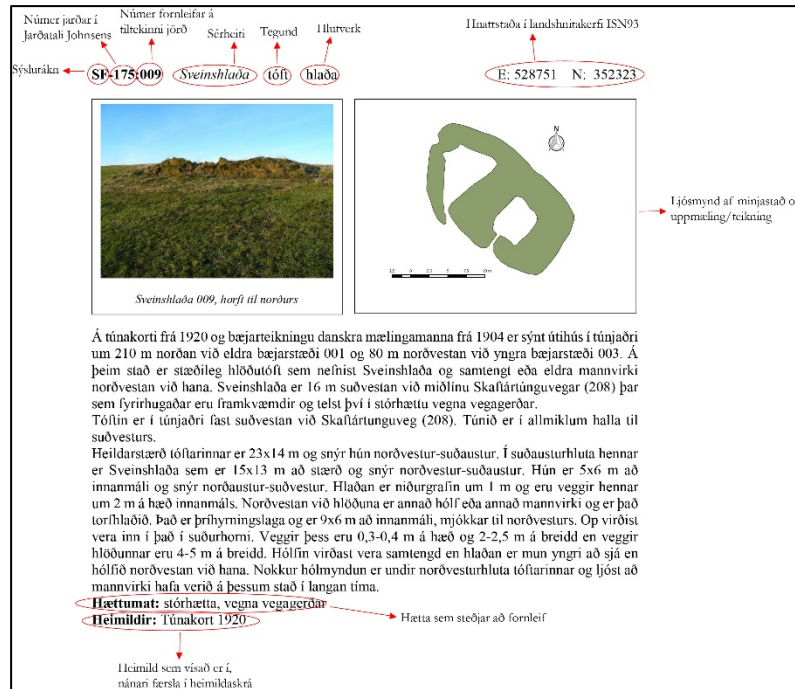 Númer jarðar í
Jarðatali Johnsens
Númer fornleifar á
tiltekinni jörð
Sérheiti
Tegund
Hlutverk
Hnattstaða í landshnitakerfi ISN93
Sýslutákn
SF-175:009 Sveinshlaða tóft hlaða E: 528751 N: 352323
N
2,5 0 2,5 5 7,5 10 m
Ljósmynd af minjastað o
uppmæling/teikning
Sveinshlaða 009, horft til norðurs
Á túnakorti frá 1920 og bæjarteikningu danskra mælingamanna frá 1904 er sýnt útihús í túnjaðri
um 210 m norðan við eldra bæjarstæði 001 og 80 m norðvestan við yngra bæjarstæði 003. Á
þeim stað er stæðileg hlöðutóft sem nefnist Sveinshlaða og samtengt eða eldra mannvirki
norðvestan við hana. Sveinshlaða er 16 m suðvestan við miðlínu Skaftártúnguvegar (208) þar
sem fyrirhugaðar eru framkvæmdir og telst því í stórhættu vegna vegagerðar.
Tóftin er í túnjaðri fast suðvestan við Skaftártunguveg (208). Túnið er í allmiklum halla til
suðvesturs.
Heildarstærð tóftarinnar er 23x14 m og snýr hún norðvestur-suðaustur. Í suðausturhluta hennar
er Sveinshlaða sem er 15x13 m að stærð og snýr norðvestur-suðaustur. Hún er 5x6 m að
innanmáli og snýr norðaustur-suðvestur. Hlaðan er niðurgrafin um 1 m og eru veggir hennar
um 2 m á hæð innanmáls. Norðvestan við hlöðuna er annað hólf eða annað mannvirki og er það
torfhlaðið. Það er þríhyrningslaga og er 9x6 m að innanmáli, mjókkar til norðvesturs. Op virðist
vera inn í það í suðurhorni. Veggir þess eru 0,3-0,4 m á hæð og 2-2,5 m á breidd en veggir
hlöðunnar eru 4-5 m á breidd. Hólfin virðast vera samtengd en hlaðan er mun yngri að sjá en
hólfið norðvestan við hana. Nokkur hólmyndun er undir norðvesturhluta tóftarinnar og ljóst að
mannvirki hafa verið á þessum stað í langan tíma.
Hættumat: stórhætta, vegna vegagerðar
Heimildir: Túnakort 1920
Hætta sem steðjar að fornleif
Heimild sem vísað er í,
nánari færsla í heimildaskrá